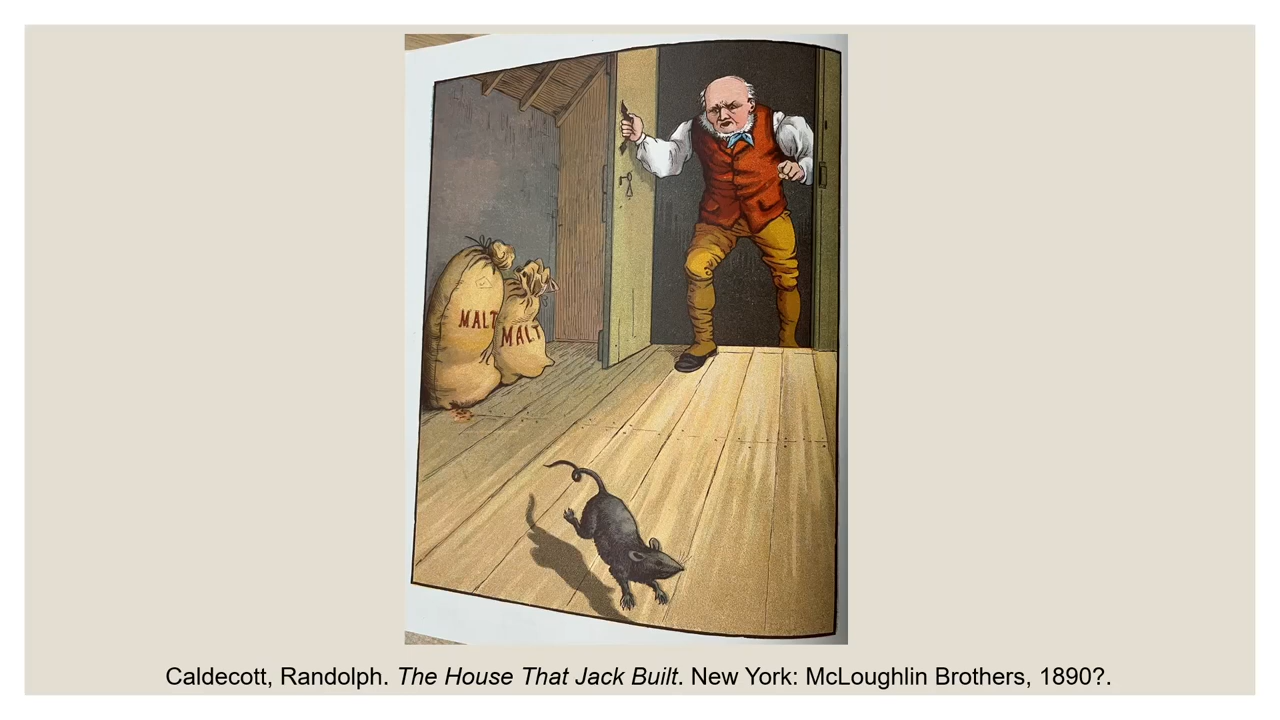 MALT
MALT
Caldecott, Randolph. The House That Jack Built. New York: McLoughlin Brothers, 1890?.